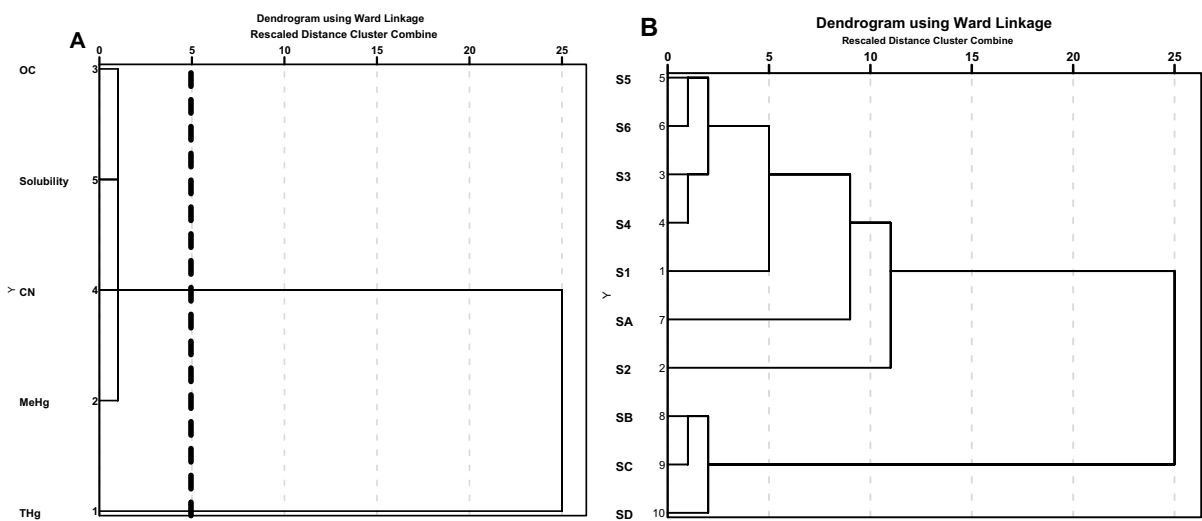 A
Dendrogram using Ward Linkage
Rescaled Distance Cluster Combine
0 5 10 15 20 25
OC 3
Solubility 5
Y
CN 4
MeHg 2
THg 1
B
Dendrogram using Ward Linkage
Rescaled Distance Cluster Combine
0 5 10 15 20 25
S5 5
S6 6
S3 3
S4 4
S1 1
Y
SA 7
S2 2
SB 8
SC 9
SD 10